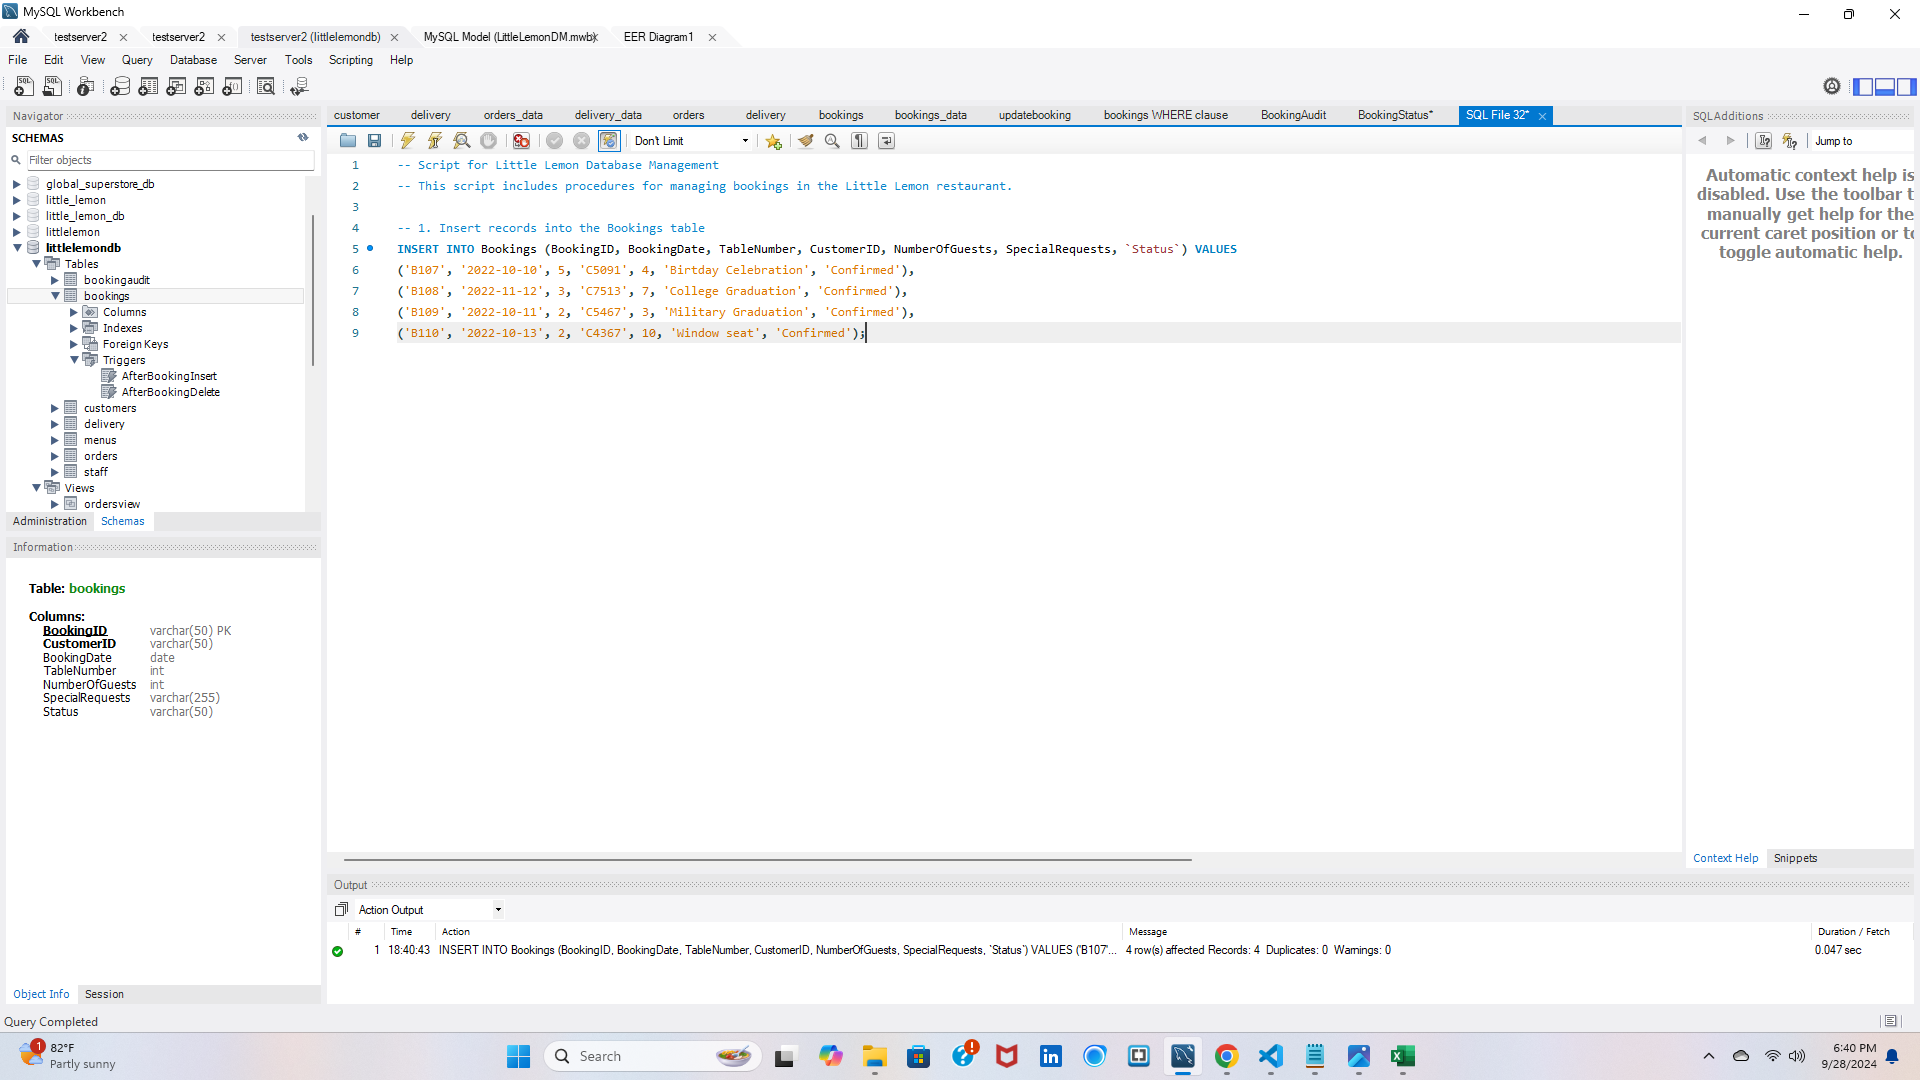 MySQL Workbench
testserver2
testserver2
testserver2 (littlelemondb)
MySQL Model (LittleLemonDM.mwb)
EER Diagram1
File Edit View Query Database Server Tools Scripting Help
Navigator
SCHEMAS
Filter objects
global_superstore_db
little_lemon
little_lemon_db
littlelemon
littlelemondb
Tables
bookingaudit
bookings
Columns
Indexes
Foreign Keys
Triggers
AfterBookingInsert
AfterBookingDelete
customers
delivery
menus
orders
staff
Views
ordersview
Administration Schemas
Information
Table: bookings
Columns:
BookingID varchar(50) PK
CustomerID varchar(50)
BookingDate date
TableNumber int
NumberOfGuests int
SpecialRequests varchar(255)
Status varchar(50)
Object Info Session
Query Completed
customer delivery orders_data delivery_data orders delivery bookings bookings_data updatebooking bookings WHERE clause BookingAudit BookingStatus* SQL File 32*
Don't Limit
1 -- Script for Little Lemon Database Management
2 -- This script includes procedures for managing bookings in the Little Lemon restaurant.
3
4 -- 1. Insert records into the Bookings table
5 INSERT INTO Bookings (BookingID, BookingDate, TableNumber, CustomerID, NumberOfGuests, SpecialRequests, `Status`) VALUES
6 ('B107', '2022-10-10', 5, 'C5091', 4, 'Birtday Celebration', 'Confirmed'),
7 ('B108', '2022-11-12', 3, 'C7513', 7, 'College Graduation', 'Confirmed'),
8 ('B109', '2022-10-11', 2, 'C5467', 3, 'Military Graduation', 'Confirmed'),
9 ('B110', '2022-10-13', 2, 'C4367', 10, 'Window seat', 'Confirmed');
SQLAdditions
Jump to
Automatic context help is
disabled. Use the toolbar t
manually get help for the
current caret position or to
toggle automatic help.
Context Help Snippets
Output
Action Output
# Time Action Message Duration / Fetch
1 18:40:43 INSERT INTO Bookings (BookingID, BookingDate, TableNumber, CustomerID, NumberOfGuests, SpecialRequests, `Status`) VALUES ('B107'... 4 row(s) affected Records: 4 Duplicates: 0 Warnings: 0 0.047 sec
1
82°F
Partly sunny
Search
6:40 PM
9/28/2024